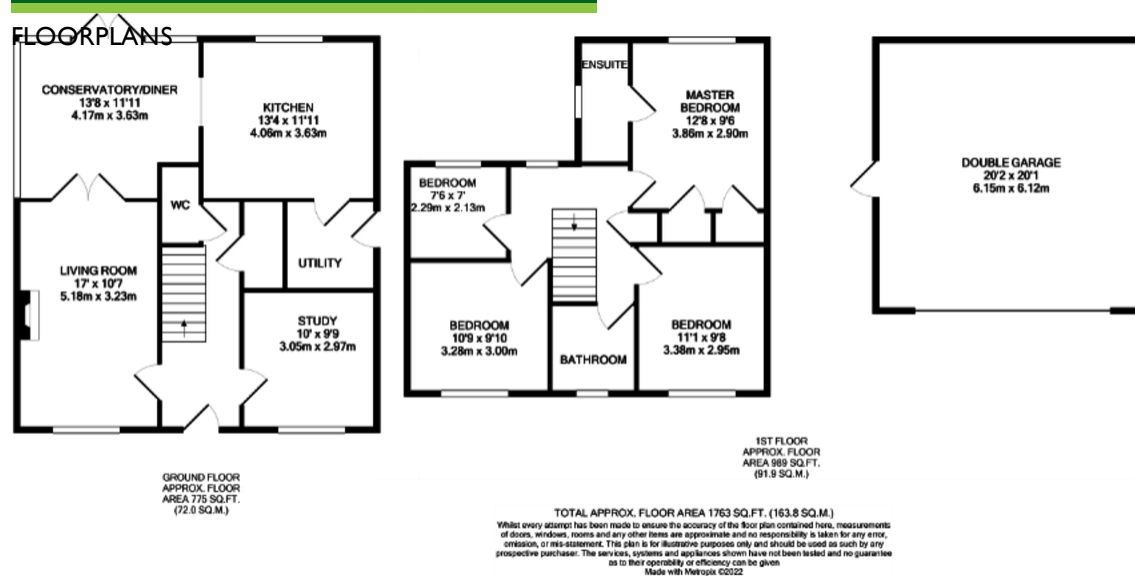 FLOORPLANS
CONSERVATORY/DINER
13'8 x 11'11
4.17m x 3.63m
KITCHEN
13'4 x 11'11
4.06m x 3.63m
WC
LIVING ROOM
17' x 10'7
5.18m x 3.23m
UTILITY
STUDY
10' x 9'9
3.05m x 2.97m
GROUND FLOOR
APPROX. FLOOR
AREA 775 SQ.FT.
(72.0 SQ.M.)
ENSUITE
MASTER
BEDROOM
12'8 x 9'6
3.86m x 2.90m
BEDROOM
7'6 x 7'
2.29m x 2.13m
BEDROOM
10'9 x 9'10
3.28m x 3.00m
BATHROOM
BEDROOM
11'1 x 9'8
3.38m x 2.95m
DOUBLE GARAGE
20'2 x 20'1
6.15m x 6.12m
1ST FLOOR
APPROX. FLOOR
AREA 989 SQ.FT.
(91.9 SQ.M.)
TOTAL APPROX. FLOOR AREA 1763 SQ.FT. (163.8 SQ.M.)
Whilst every attempt has been made to ensure the accuracy of the floor plan contained here, measurements
of doors, windows, rooms and any other items are approximate and no responsibility is taken for any error,
omission, or mis-statement. This plan is for illustrative purposes only and should be used as such by any
prospective purchaser. The services, systems and appliances shown have not been tested and no guarantee
as to their operability or efficiency can be given
Made with Metropix ©2022